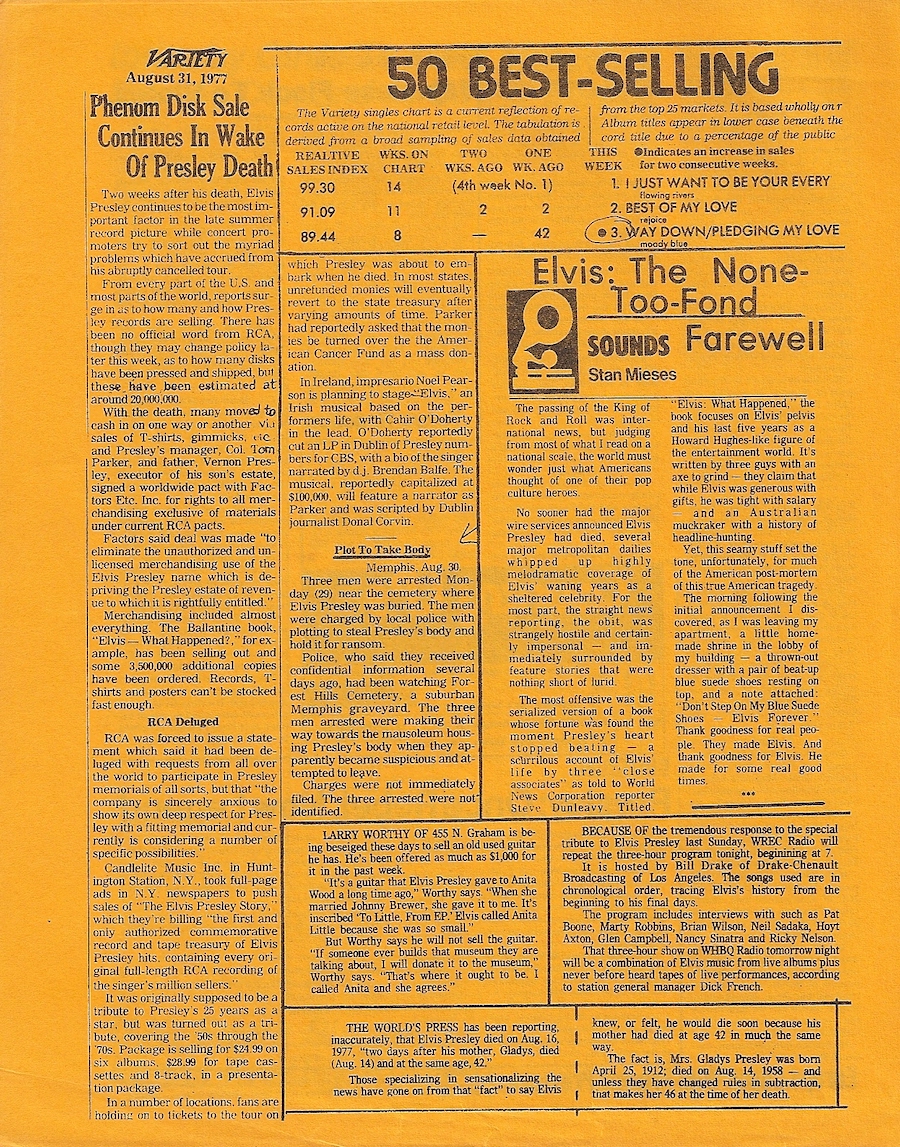 VARIETY
August 31, 1977
Phenom Disk Sale
Continues In Wake
Of Presley Death
Two weeks after his death, Elvis
Presley continues to be the most im-
portant factor in the late summer
record picture while concert pro-
moters try to sort out the myriad
problems which have accrued from
his abruptly cancelled tour.
From every part of the U.S. and
most parts of the world, reports sur-
ge in as to how many and how Pres-
ley records are selling. There has
been no official word from RCA,
though they may change policy la-
ter this week, as to how many disks
have been pressed and shipped, but
these have been estimated at
around 20,000,000.
With the death, many moved to
cash in on one way or another via
sales of T-shirts, gimmicks, etc.
and Presley's manager, Col. Tom
Parker, and father, Vernon Pres-
ley, executor of his son's estate,
signed a worldwide pact with Fac-
tors Etc. Inc. for rights to all mer-
chandising exclusive of materials
under current RCA pacts.
Factors said deal was made "to
eliminate the unauthorized and un-
licensed merchandising use of the
Elvis Presley name which is de-
priving the Presley estate of reven-
ue to which it is rightfully entitled."
Merchandising included almost
everything. The Ballantine book,
"Elvis — What Happened?," for ex-
ample, has been selling out and
some 3,500,000 additional copies
have been ordered. Records, T-
shirts and posters can't be stocked
fast enough.
RCA Deluged
RCA was forced to issue a state-
ment which said it had been de-
luged with requests from all over
the world to participate in Presley
memorials of all sorts, but that "the
company is sincerely anxious to
show its own deep respect for Pres-
ley with a fitting memorial and cur-
rently is considering a number of
specific possibilities."
Candlelite Music Inc. in Hunt-
ington Station, N.Y., took full-page
ads in N.Y. newspapers to push
sales of "The Elvis Presley Story,"
which they're billing "the first and
only authorized commemorative
record and tape treasury of Elvis
Presley hits, containing every ori-
ginal full-length RCA recording of
the singer's million sellers."
It was originally supposed to be a
tribute to Presley's 25 years as a
star, but was turned out as a tri-
bute, covering the '50s through the
'70s. Package is selling for $24.99 on
six albums, $28.99 for tape cas-
settes and 8-track, in a presenta-
tion package.
In a number of locations, fans are
holding on to tickets to the tour on
50 BEST-SELLING
The Variety singles chart is a current reflection of re-
cords active on the national retail level. The tabulation is
derived from a broad sampling of sales data obtained
from the top 25 markets. It is based wholly on r
Album titles appear in lower case beneath the
cord title due to a percentage of the public
REALTIVE WKS. ON TWO ONE THIS ●Indicates an increase in sales
SALES INDEX CHART WKS. AGO WK. AGO WEEK for two consecutive weeks.
99.30 14 (4th week No. 1) 1. I JUST WANT TO BE YOUR EVERY
flowing rivers
91.09 11 2 2 2. BEST OF MY LOVE
rejoice
89.44 8 — 42 ● 3. WAY DOWN/PLEDGING MY LOVE
moody blue
which Presley was about to em-
bark when he died. In most states,
unrefunded monies will eventually
revert to the state treasury after
varying amounts of time. Parker
had reportedly asked that the mon-
ies be turned over the the Amer-
ican Cancer Fund as a mass don-
ation.
In Ireland, impresario Noel Pear-
son is planning to stage "Elvis," an
Irish musical based on the per-
formers life, with Cahir O'Doherty
in the lead. O'Doherty reportedly
cut an LP in Dublin of Presley num-
bers for CBS, with a bio of the singer
narrated by d.j. Brendan Balfe. The
musical, reportedly capitalized at
$100,000, will feature a narrator as
Parker and was scripted by Dublin
journalist Donal Corvin.
Plot To Take Body
Memphis, Aug. 30.
Three men were arrested Mon-
day (29) near the cemetery where
Elvis Presley was buried. The men
were charged by local police with
plotting to steal Presley's body and
hold it for ransom.
Police, who said they received
confidential information several
days ago, had been watching For-
est Hills Cemetery, a suburban
Memphis graveyard. The three
men arrested were making their
way towards the mausoleum hous-
ing Presley's body when they ap-
parently became suspicious and at-
tempted to leave.
Charges were not immediately
filed. The three arrested were not
identified.
Elvis: The None-
Too-Fond
Farewell
SOUNDS
Stan Mieses
The passing of the King of
Rock and Roll was inter-
national news, but judging
from most of what I read on a
national scale, the world must
wonder just what Americans
thought of one of their pop
culture heroes.
No sooner had the major
wire services announced Elvis
Presley had died, several
major metropolitan dailies
whipped up highly
melodramatic coverage of
Elvis' waning years as a
sheltered celebrity. For the
most part, the straight news
reporting, the obit, was
strangely hostile and certain-
ly impersonal — and im-
mediately surrounded by
feature stories that were
nothing short of lurid.
The most offensive was the
serialized version of a book
whose fortune was found the
moment Presley's heart
stopped beating — a
scurrilous account of Elvis'
life by three "close
associates" as told to World
News Corporation reporter
Steve Dunleavy. Titled,
"Elvis: What Happened," the
book focuses on Elvis' pelvis
and his last five years as a
Howard Hughes-like figure of
the entertainment world. It's
written by three guys with an
axe to grind — they claim that
while Elvis was generous with
gifts, he was tight with salary
— and an Australian
muckraker with a history of
headline-hunting.
Yet, this seamy stuff set the
tone, unfortunately, for much
of the American post-mortem
of this true American tragedy.
The morning following the
initial announcement I dis-
covered, as I was leaving my
apartment, a little home-
made shrine in the lobby of
my building — a thrown-out
dresser with a pair of beat-up
blue suede shoes resting on
top, and a note attached:
"Don't Step On My Blue Suede
Shoes — Elvis Forever."
Thank goodness for real peo-
ple. They made Elvis. And
thank goodness for Elvis. He
made for some real good
times.
•••
LARRY WORTHY OF 455 N. Graham is be-
ing beseiged these days to sell an old used guitar
he has. He's been offered as much as $1,000 for
it in the past week.
"It's a guitar that Elvis Presley gave to Anita
Wood a long time ago," Worthy says. "When she
married Johnny Brewer, she gave it to me. It's
inscribed 'To Little, From EP.' Elvis called Anita
Little because she was so small."
But Worthy says he will not sell the guitar.
"If someone ever builds that museum they are
talking about, I will donate it to the museum,"
Worthy says. "That's where it ought to be. I
called Anita and she agrees."
BECAUSE OF the tremendous response to the special
tribute to Elvis Presley last Sunday, WREC Radio will
repeat the three-hour program tonight, beginining at 7.
It is hosted by Bill Drake of Drake-Chenault
Broadcasting of Los Angeles. The songs used are in
chronological order, tracing Elvis's history from the
beginning to his final days.
The program includes interviews with such as Pat
Boone, Marty Robbins, Brian Wilson, Neil Sadaka, Hoyt
Axton, Glen Campbell, Nancy Sinatra and Ricky Nelson.
That three-hour show on WHBQ Radio tomorrow night
will be a combination of Elvis music from live albums plus
never before heard tapes of live performances, according
to station general manager Dick French.
THE WORLD'S PRESS has been reporting,
inaccurately, that Elvis Presley died on Aug. 16,
1977, "two days after his mother, Gladys, died
(Aug. 14) and at the same age, 42."
Those specializing in sensationalizing the
news have gone on from that "fact" to say Elvis
knew, or felt, he would die soon because his
mother had died at age 42 in much the same
way.
The fact is, Mrs. Gladys Presley was born
April 25, 1912; died on Aug. 14, 1958 — and
unless they have changed rules in subtraction,
that makes her 46 at the time of her death.